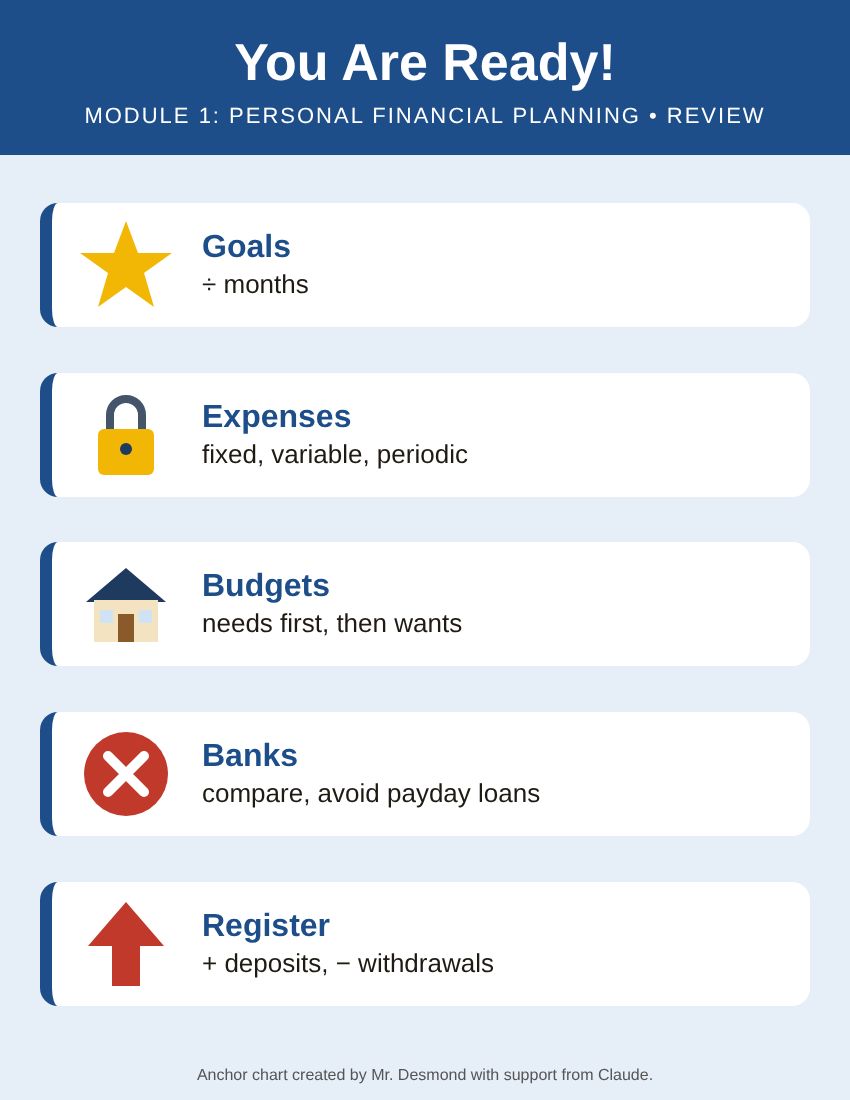 You Are Ready!
MODULE 1: PERSONAL FINANCIAL PLANNING • REVIEW
Goals
÷ months
Expenses
fixed, variable, periodic
Budgets
needs first, then wants
Banks
compare, avoid payday loans
Register
+ deposits, − withdrawals
Anchor chart created by Mr. Desmond with support from Claude.